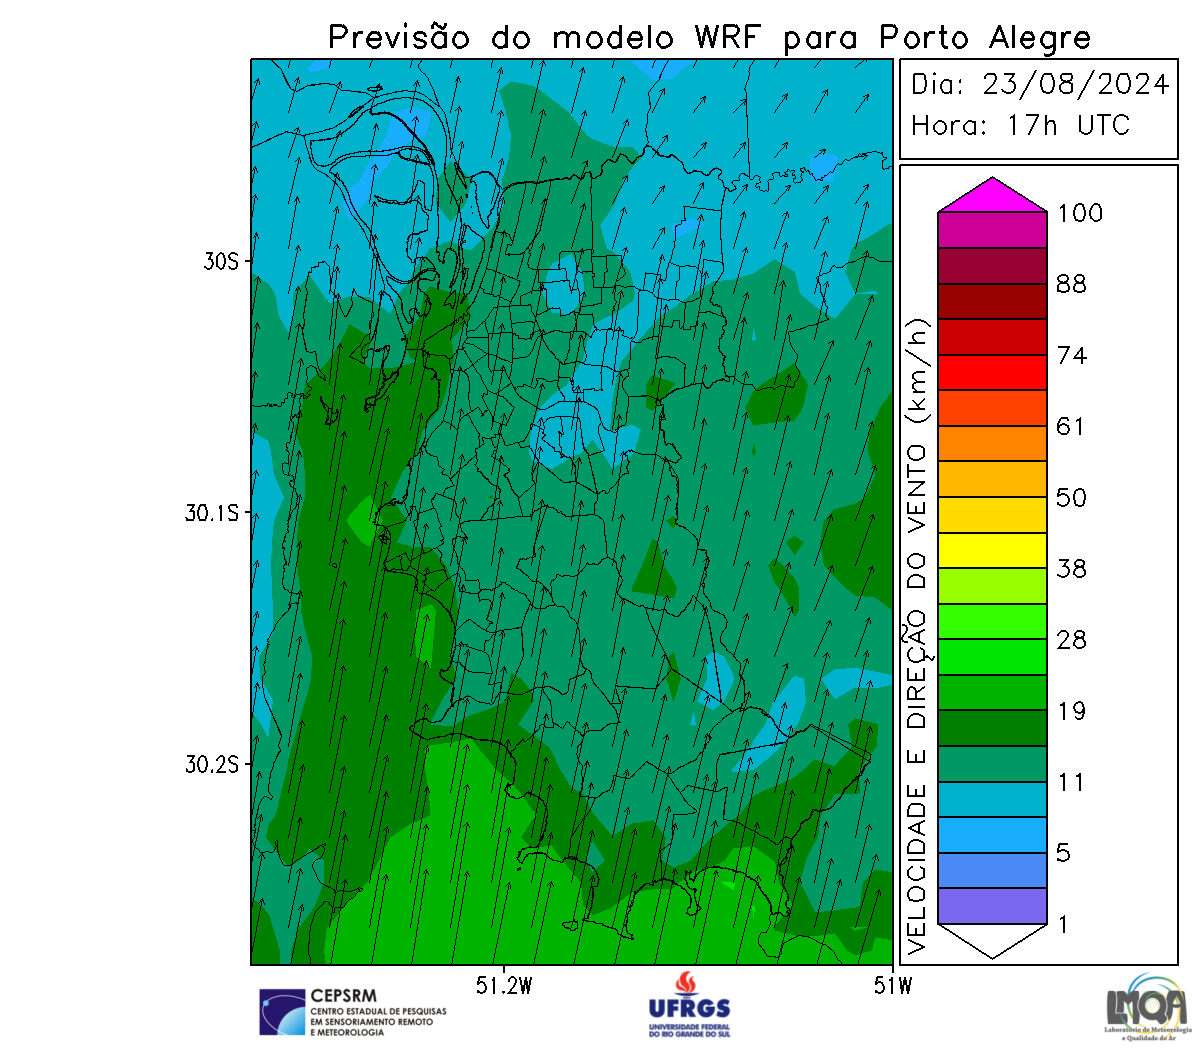 Previsão do modelo WRF para Porto Alegre
Dia: 23/08/2024
Hora: 17h UTC
30S
30.1S
30.2S
51.2W
51W
VELOCIDADE E DIREÇÃO DO VENTO (km/h)
100
88
74
61
50
38
28
19
11
5
1
CEPSRM
CENTRO ESTADUAL DE PESQUISAS
EM SENSORIAMENTO REMOTO
E METEOROLOGIA
UFRGS
UNIVERSIDADE FEDERAL
DO RIO GRANDE DO SUL
LMQA
Laboratório de Meteorologia
e Qualidade do Ar